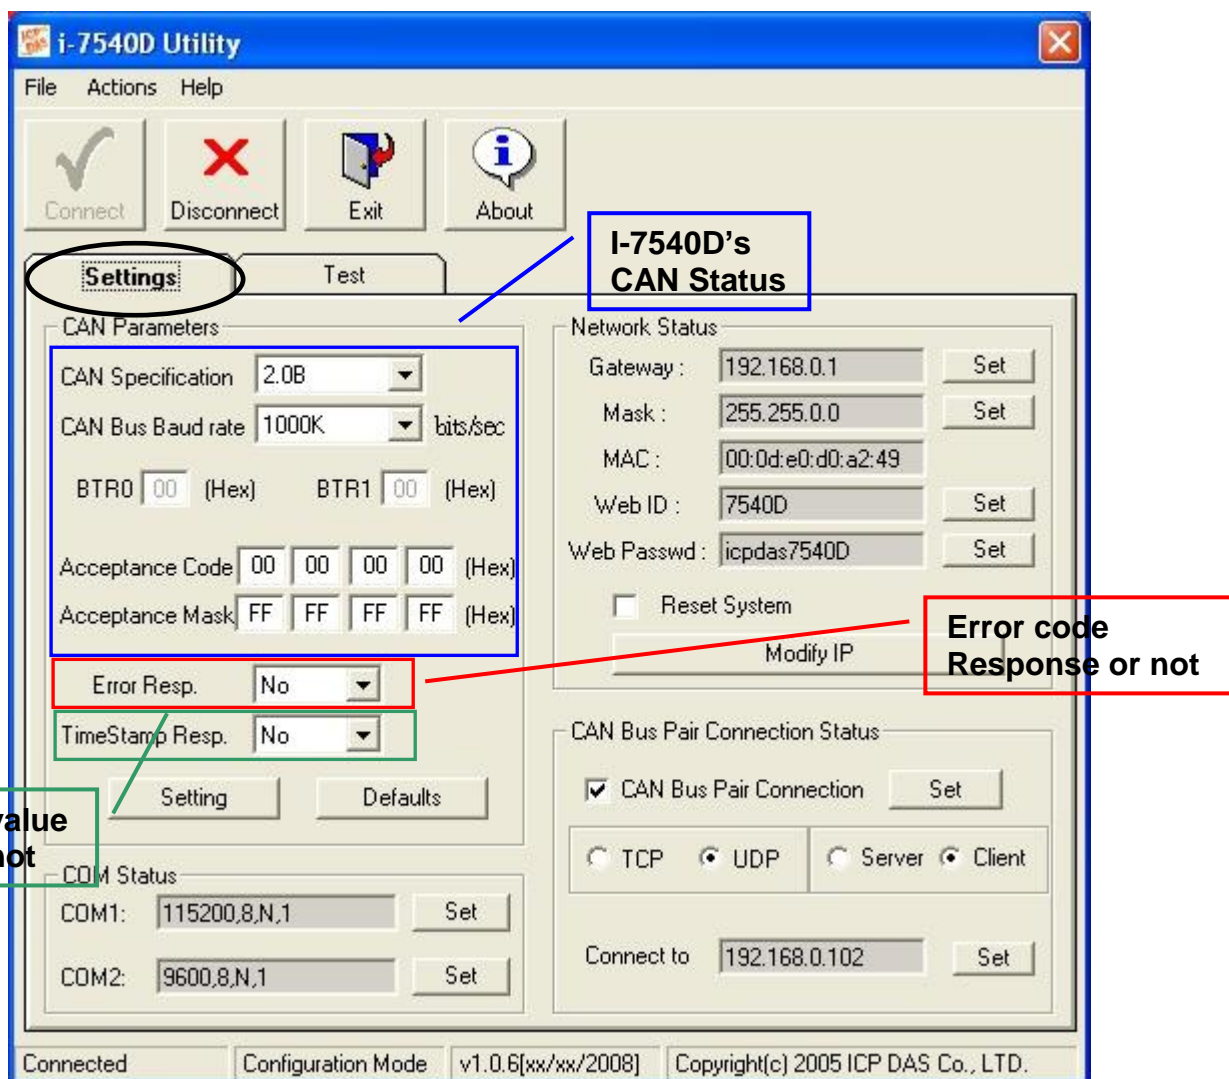 i-7540D Utility
File Actions Help
Connect Disconnect Exit About
I-7540D's
CAN Status
Settings Test
CAN Parameters
CAN Specification 2.0B
CAN Bus Baud rate 1000K bits/sec
BTR0 00 (Hex) BTR1 00 (Hex)
Acceptance Code 00 00 00 00 (Hex)
Acceptance Mask FF FF FF FF (Hex)
Error Resp. No
TimeStamp Resp. No
Setting Defaults
value
not
COM Status
COM1: 115200,8,N,1 Set
COM2: 9600,8,N,1 Set
Network Status
Gateway : 192.168.0.1 Set
Mask : 255.255.0.0 Set
MAC : 00:0d:e0:d0:a2:49
Web ID : 7540D Set
Web Passwd : icpdas7540D Set
Reset System
Modify IP
Error code
Response or not
CAN Bus Pair Connection Status
CAN Bus Pair Connection Set
TCP UDP Server Client
Connect to 192.168.0.102 Set
Connected Configuration Mode v1.0.6[xx/xx/2008] Copyright(c) 2005 ICP DAS Co., LTD.